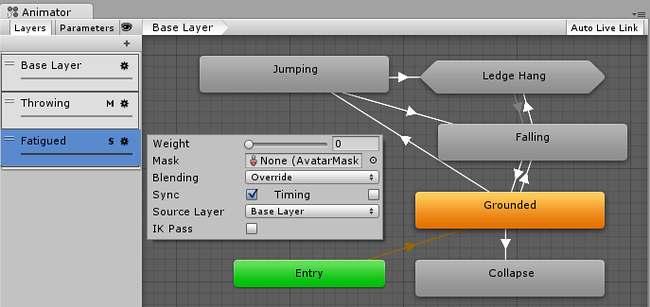 Animator
Layers Parameters
Base Layer
Auto Live Link
Base Layer
Throwing M
Fatigued S
Weight 0
Mask None (AvatarMask
Blending Override
Sync Timing
Source Layer Base Layer
IK Pass
Jumping
Ledge Hang
Falling
Grounded
Entry
Collapse